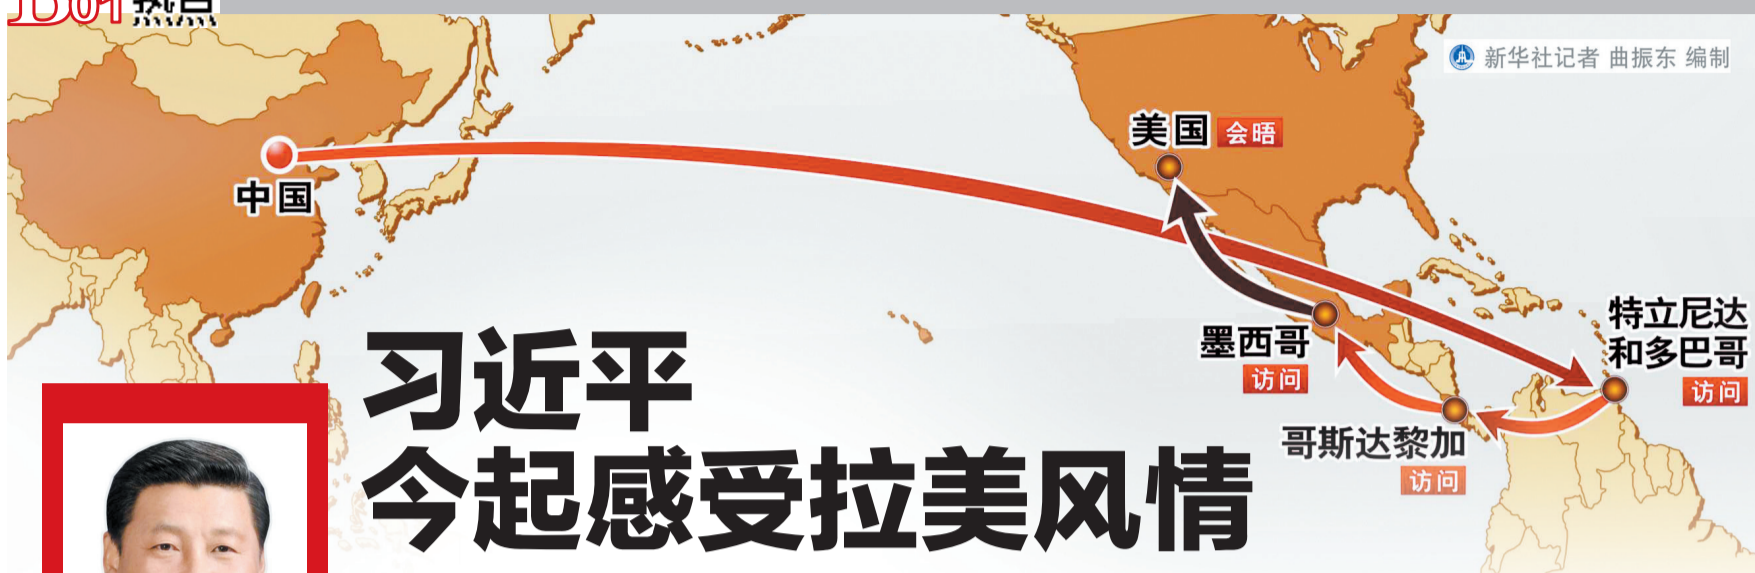 B01 热点
新华社记者 曲振东 编制
美国 会晤
中国
特立尼达
和多巴哥
访问
墨西哥
访问
哥斯达黎加
访问
习近平
今起感受拉美风情